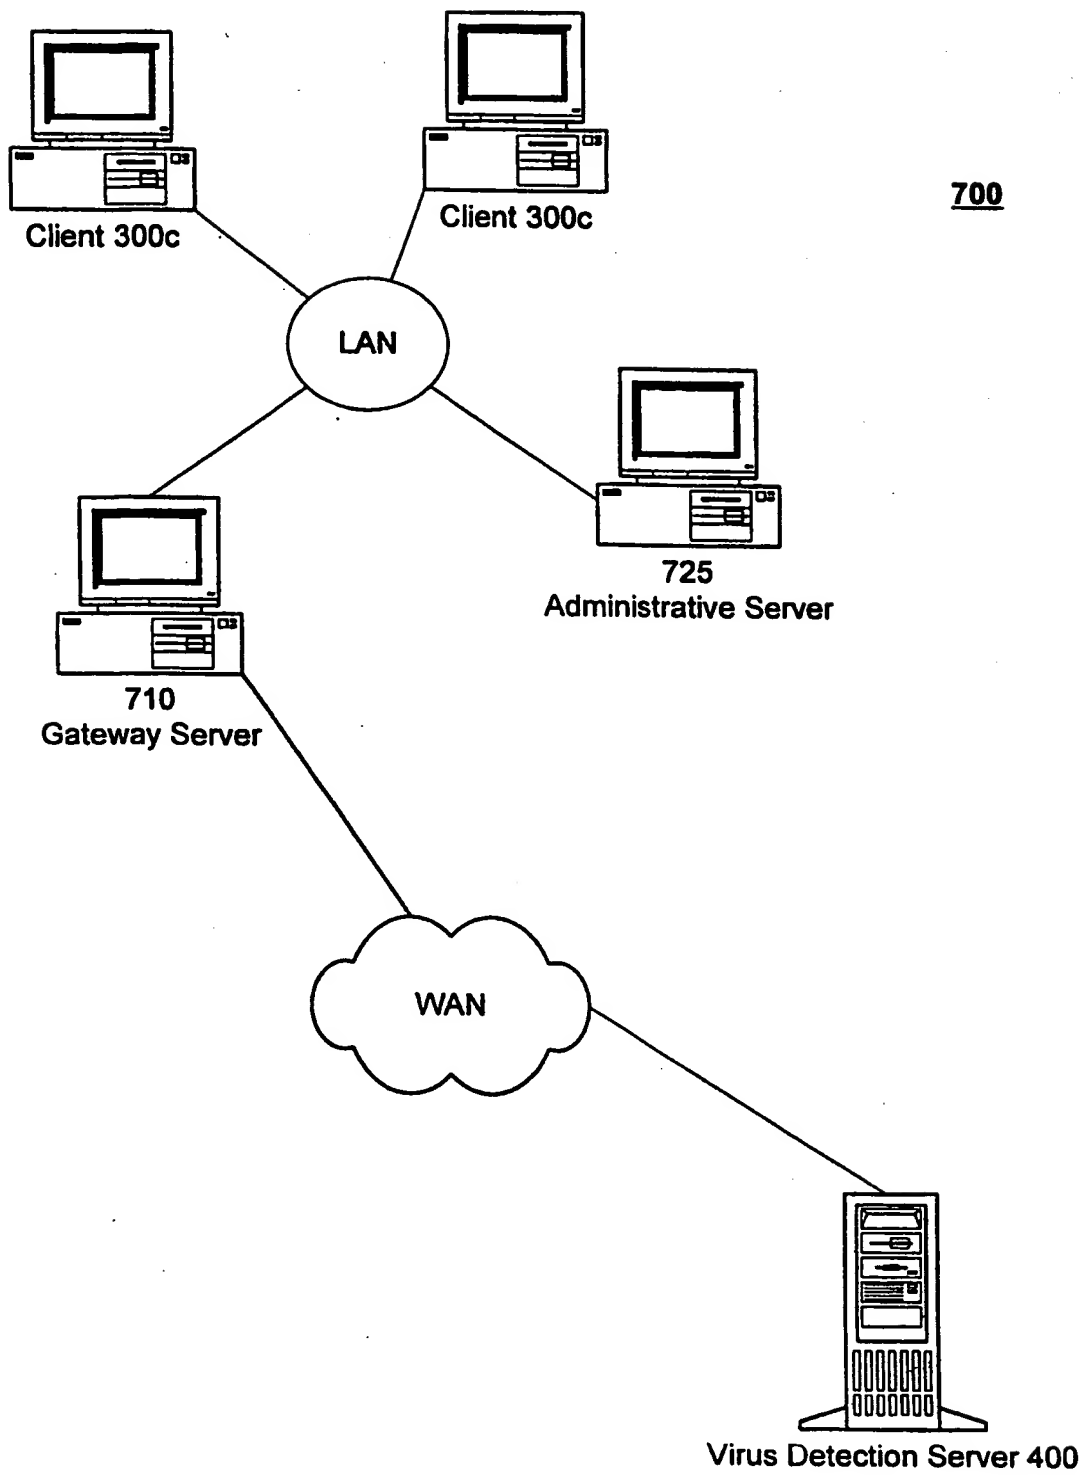 700
Client 300c
Client 300c
LAN
725
Administrative Server
710
Gateway Server
WAN
Virus Detection Server 400